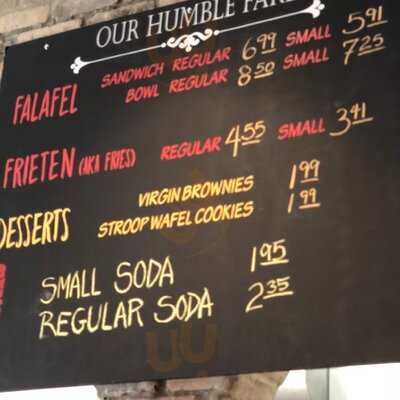 OUR HUMBLE FARE
FALAFEL SANDWICH REGULAR 6.99 SMALL 5.91
BOWL REGULAR 8.50 SMALL 7.25
FRIETEN (AKA FRIES) REGULAR 4.55 SMALL 3.41
DESSERTS VIRGIN BROWNIES 1.99
STROOP WAFEL COOKIES 1.99
SMALL SODA 1.95
REGULAR SODA 2.35